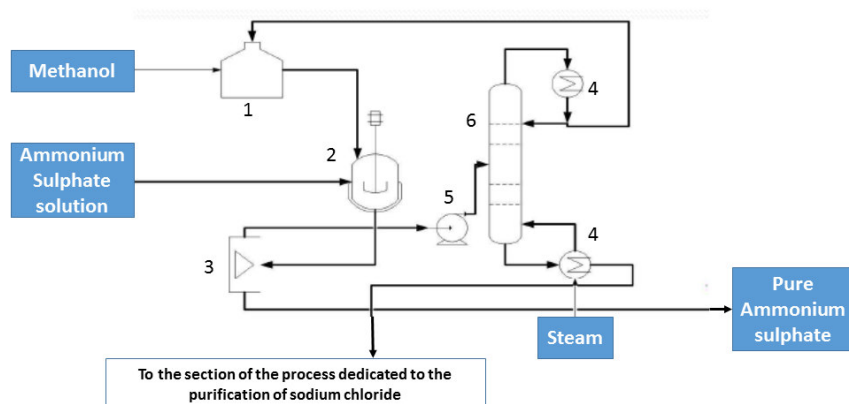 Methanol
1
4
6
2
Ammonium
Sulphate
solution
5
4
3
Pure
Ammonium
sulphate
Steam
To the section of the process dedicated to the
purification of sodium chloride